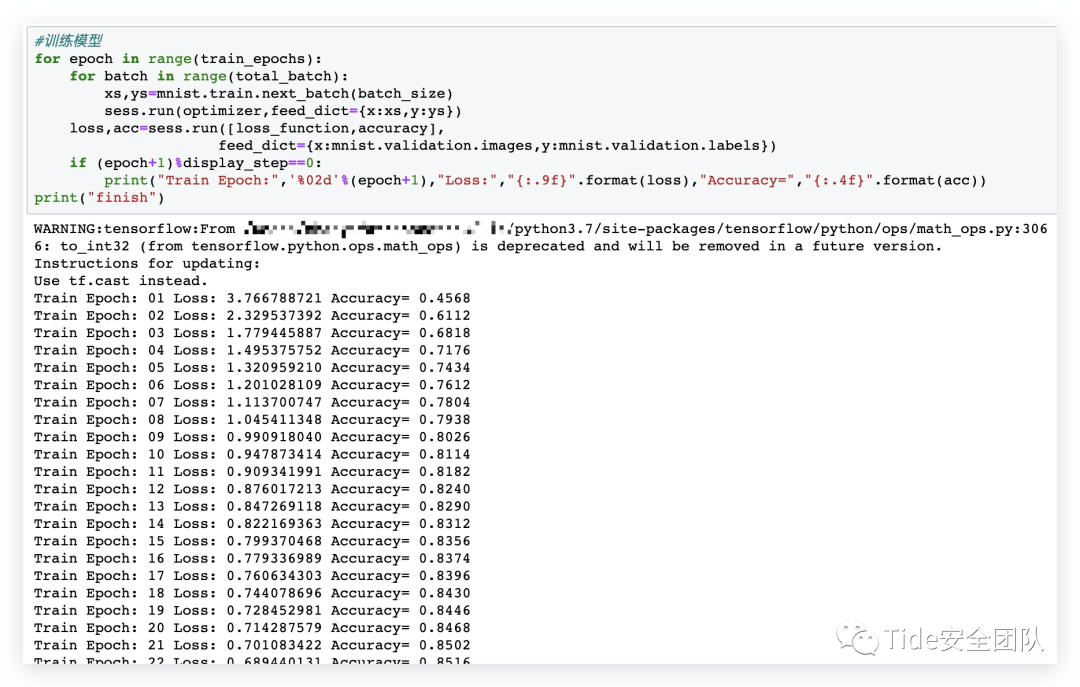 #训练模型
for epoch in range(train_epochs):
    for batch in range(total_batch):
        xs,ys=mnist.train.next_batch(batch_size)
        sess.run(optimizer,feed_dict={x:xs,y:ys})
    loss,acc=sess.run([loss_function,accuracy],
                     feed_dict={x:mnist.validation.images,y:mnist.validation.labels})
    if (epoch+1)%display_step==0:
        print("Train Epoch:",'%02d'%(epoch+1),"Loss:","{:.9f}".format(loss),"Accuracy=","{:.4f}".format(acc))
print("finish")
WARNING:tensorflow:From /python3.7/site-packages/tensorflow/python/ops/math_ops.py:306
6: to_int32 (from tensorflow.python.ops.math_ops) is deprecated and will be removed in a future version.
Instructions for updating:
Use tf.cast instead.
Train Epoch: 01 Loss: 3.766788721 Accuracy= 0.4568
Train Epoch: 02 Loss: 2.329537392 Accuracy= 0.6112
Train Epoch: 03 Loss: 1.779445887 Accuracy= 0.6818
Train Epoch: 04 Loss: 1.495375752 Accuracy= 0.7176
Train Epoch: 05 Loss: 1.320959210 Accuracy= 0.7434
Train Epoch: 06 Loss: 1.201028109 Accuracy= 0.7612
Train Epoch: 07 Loss: 1.113700747 Accuracy= 0.7804
Train Epoch: 08 Loss: 1.045411348 Accuracy= 0.7938
Train Epoch: 09 Loss: 0.990918040 Accuracy= 0.8026
Train Epoch: 10 Loss: 0.947873414 Accuracy= 0.8114
Train Epoch: 11 Loss: 0.909341991 Accuracy= 0.8182
Train Epoch: 12 Loss: 0.876017213 Accuracy= 0.8240
Train Epoch: 13 Loss: 0.847269118 Accuracy= 0.8290
Train Epoch: 14 Loss: 0.822169363 Accuracy= 0.8312
Train Epoch: 15 Loss: 0.799370468 Accuracy= 0.8356
Train Epoch: 16 Loss: 0.779336989 Accuracy= 0.8374
Train Epoch: 17 Loss: 0.760634303 Accuracy= 0.8396
Train Epoch: 18 Loss: 0.744078696 Accuracy= 0.8430
Train Epoch: 19 Loss: 0.728452981 Accuracy= 0.8446
Train Epoch: 20 Loss: 0.714287579 Accuracy= 0.8468
Train Epoch: 21 Loss: 0.701083422 Accuracy= 0.8502
Train Epoch: 22 Loss: 0.689440131 Accuracy= 0.8516
Tide安全团队